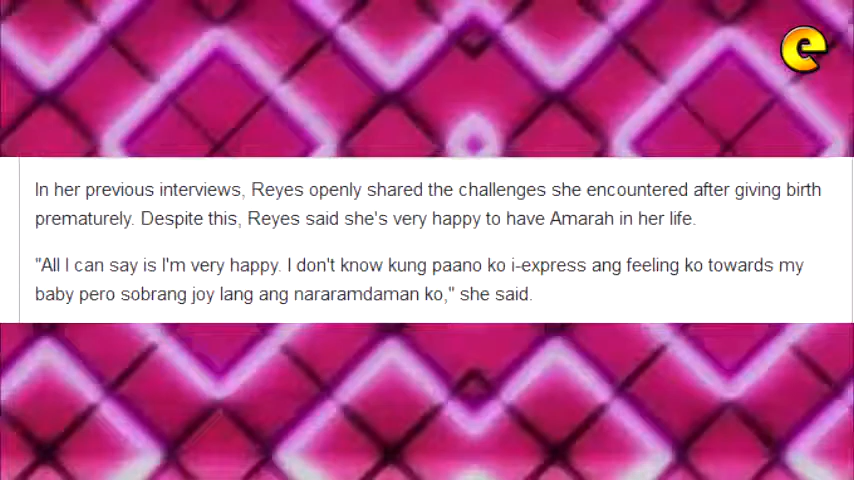 e
In her previous interviews, Reyes openly shared the challenges she encountered after giving birth
prematurely. Despite this, Reyes said she's very happy to have Amarah in her life.
"All I can say is I'm very happy. I don't know kung paano ko i-express ang feeling ko towards my
baby pero sobrang joy lang ang nararamdaman ko," she said.